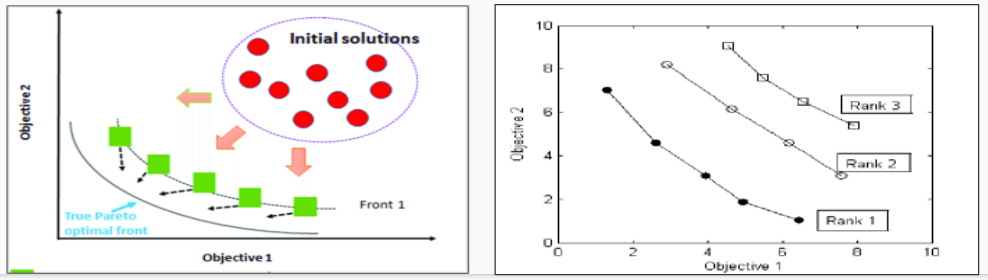 Initial solutions
Objective 2
Front 1
True Pareto
optimal front
Objective 1
10
8
6
4
2
0
Objective 2
Rank 3
Rank 2
Rank 1
0
2
4
6
8
10
Objective 1